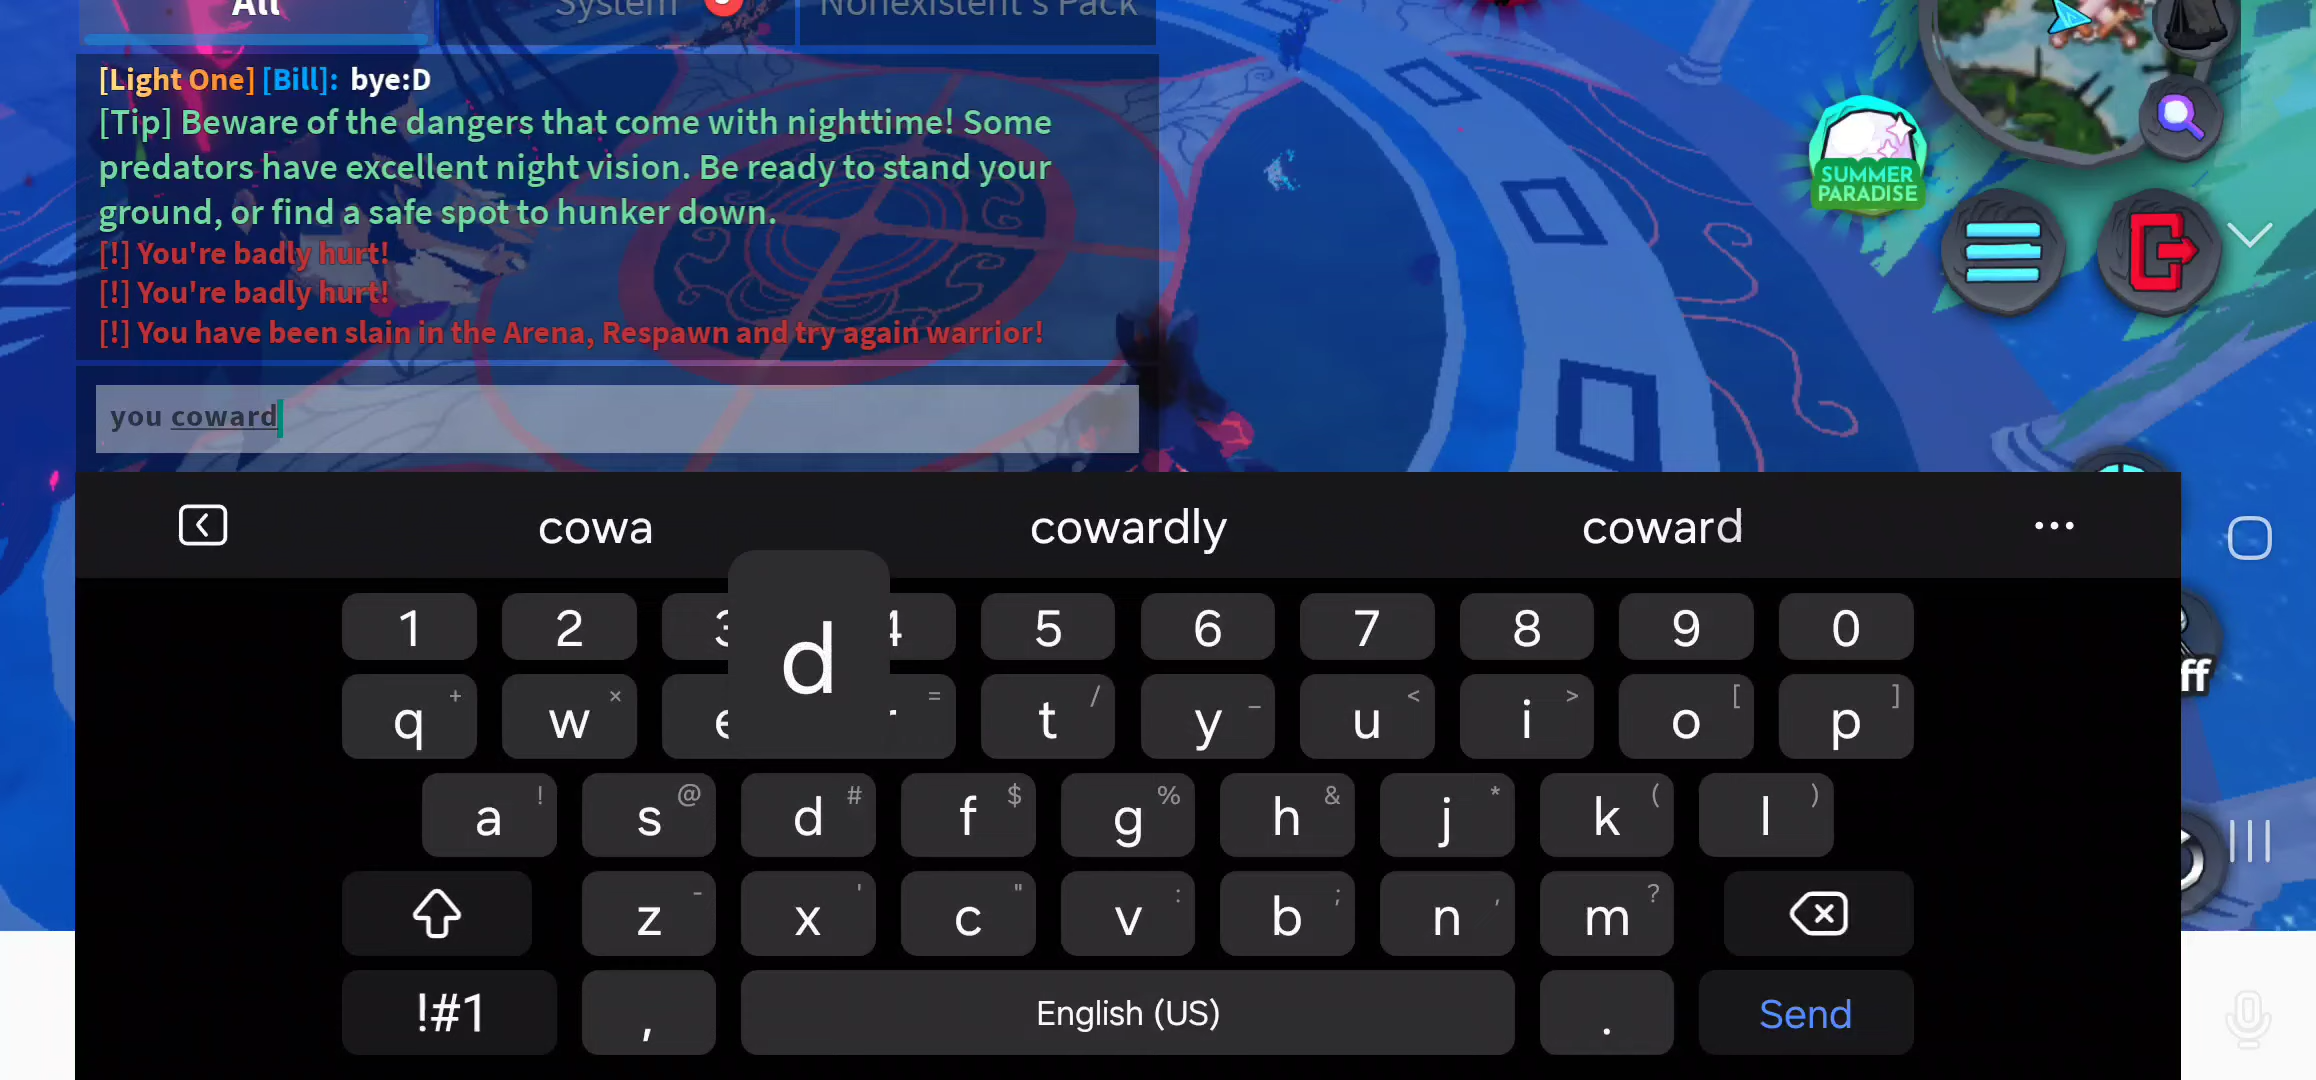 All
System
Nonexistent's Pack
[Light One] [Bill]: bye:D
[Tip] Beware of the dangers that come with nighttime! Some
predators have excellent night vision. Be ready to stand your
ground, or find a safe spot to hunker down.
[!] You're badly hurt!
[!] You're badly hurt!
[!] You have been slain in the Arena, Respawn and try again warrior!
SUMMER
PARADISE
you coward
cowa cowardly coward ...
d
1 2 3 4 5 6 7 8 9 0
+ × = / _ < > [ ]
q w e r t y u i o p
ff
! @ # $ % & * ( )
a s d f g h j k l
- ' " : ; , ?
z x c v b n m
!#1 , English (US) . Send